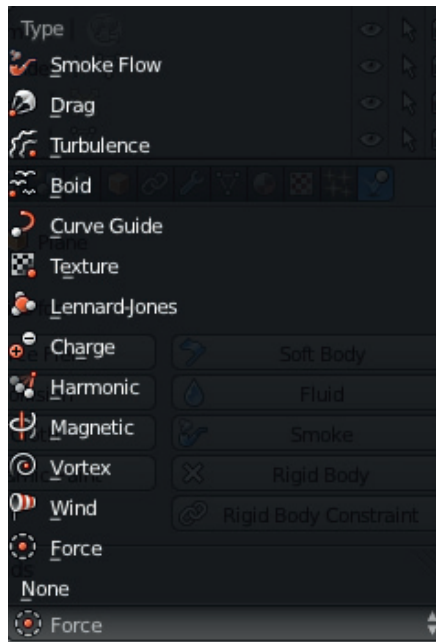 Type
Smoke Flow
Drag
Turbulence
Boid
Curve Guide
Plane
Texture
Lennard-Jones
Charge
Soft Body
Harmonic
Fluid
Magnetic
Smoke
Vortex
Rigid Body
Wind
Rigid Body Constraint
Force
None
Force